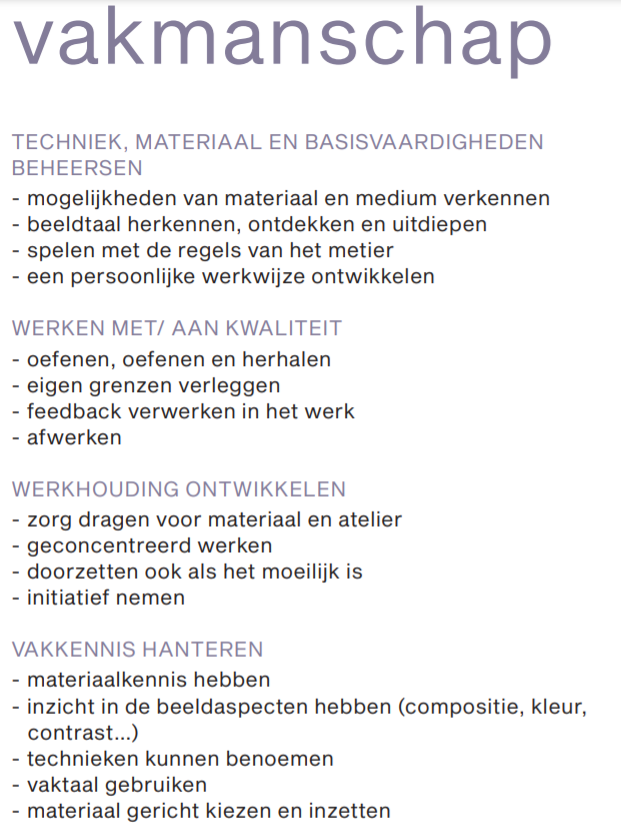 vakmanschap
TECHNIEK, MATERIAAL EN BASISVAARDIGHEDEN
BEHEERSEN
- mogelijkheden van materiaal en medium verkennen
- beeldtaal herkennen, ontdekken en uitdiepen
- spelen met de regels van het metier
- een persoonlijke werkwijze ontwikkelen
WERKEN MET/ AAN KWALITEIT
- oefenen, oefenen en herhalen
- eigen grenzen verleggen
- feedback verwerken in het werk
- afwerken
WERKHOUDING ONTWIKKELEN
- zorg dragen voor materiaal en atelier
- geconcentreerd werken
- doorzetten ook als het moeilijk is
- initiatief nemen
VAKKENNIS HANTEREN
- materiaalkennis hebben
- inzicht in de beeldaspecten hebben (compositie, kleur,
contrast...)
- technieken kunnen benoemen
- vaktaal gebruiken
- materiaal gericht kiezen en inzetten